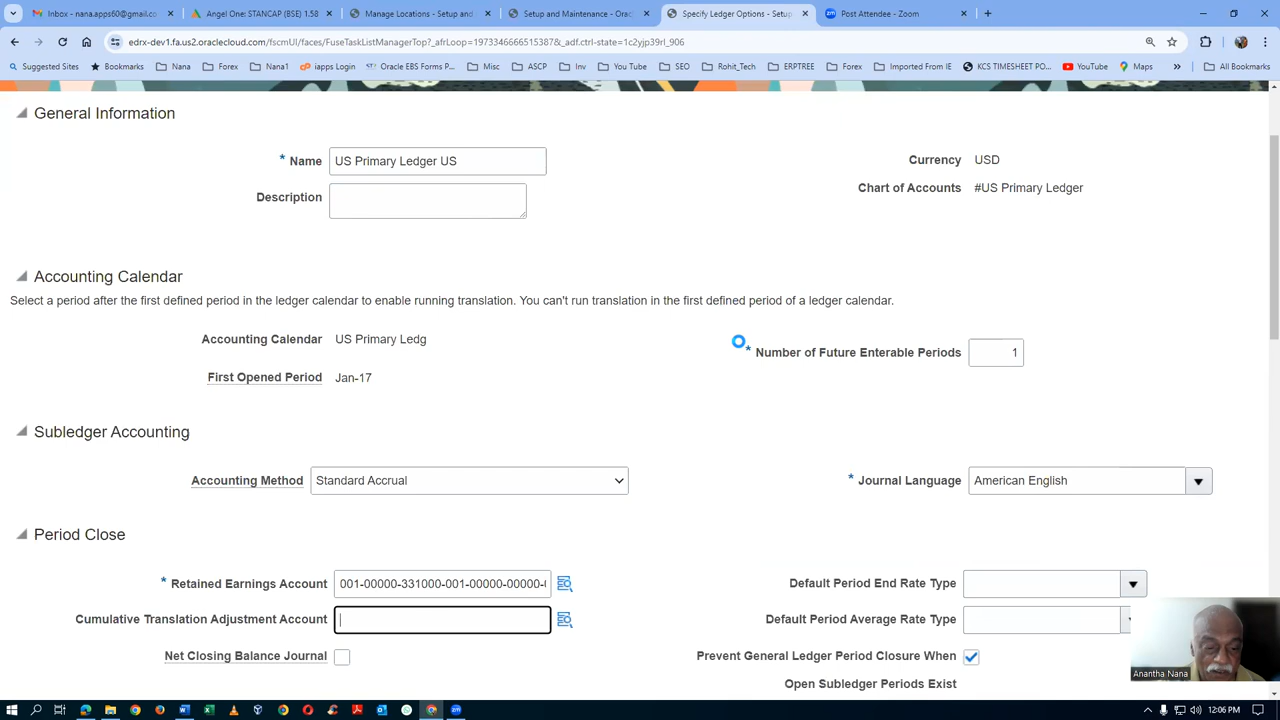 Inbox - nana.apps60@gmail.co
Angel One: STANCAP (BSE) 1.58
Manage Locations - Setup and
Setup and Maintenance - Orac
Specify Ledger Options - Setup
Post Attendee - Zoom
edrx-dev1.fa.us2.oraclecloud.com/fscmUI/faces/FuseTaskListManagerTop?_afrLoop=1973346666515387&_adf.ctrl-state=1c2yjp39rl_906
Suggested Sites
Bookmarks
Nana
Forex
Nana1
iapps Login
Oracle EBS Forms P...
Misc
ASCP
Inv
You Tube
SEO
Rohit_Tech
ERPTREE
Forex
Imported From IE
KCS TIMESHEET PO...
YouTube
Maps
All Bookmarks
General Information
* Name US Primary Ledger US
Currency USD
Description
Chart of Accounts #US Primary Ledger
Accounting Calendar
Select a period after the first defined period in the ledger calendar to enable running translation. You can't run translation in the first defined period of a ledger calendar.
Accounting Calendar US Primary Ledg
* Number of Future Enterable Periods 1
First Opened Period Jan-17
Subledger Accounting
Accounting Method Standard Accrual
* Journal Language American English
Period Close
* Retained Earnings Account 001-00000-331000-001-00000-00000-
Default Period End Rate Type
Cumulative Translation Adjustment Account
Default Period Average Rate Type
Net Closing Balance Journal
Prevent General Ledger Period Closure When
Open Subledger Periods Exist
Anantha Nana
12:06 PM